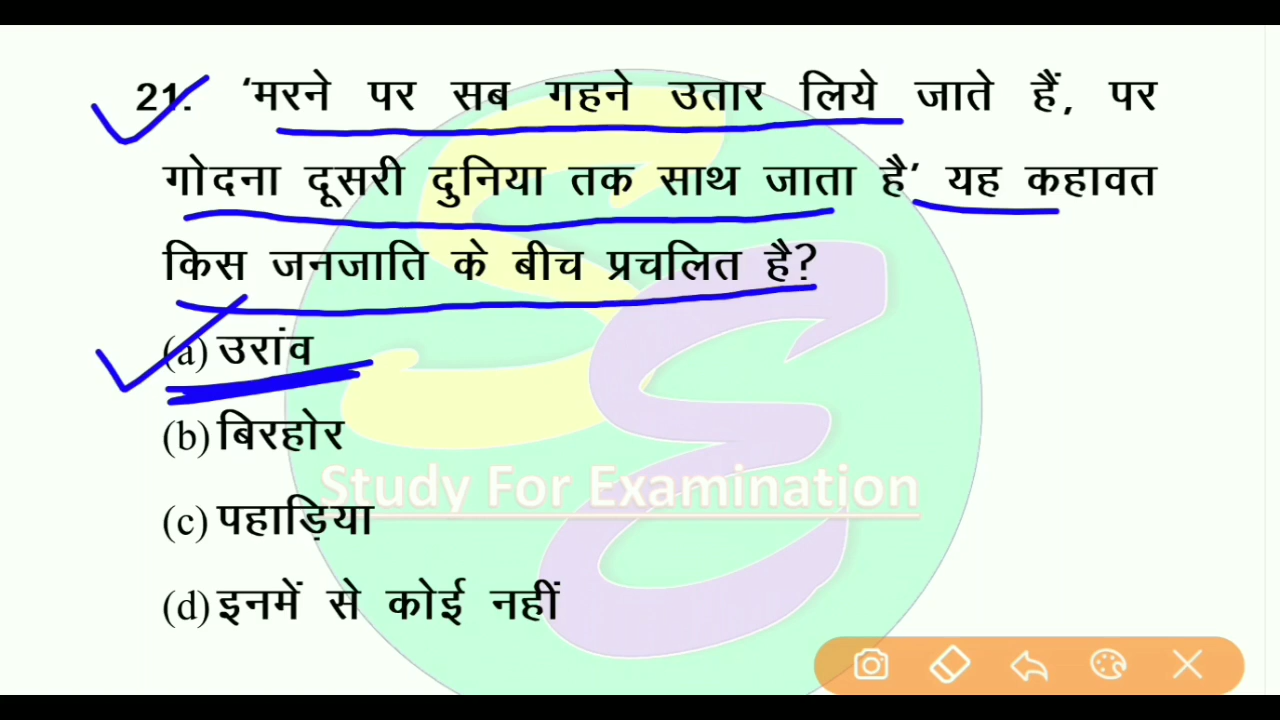 21. ‘मरने पर सब गहने उतार लिये जाते हैं, पर
गोदना दूसरी दुनिया तक साथ जाता है’ यह कहावत
किस जनजाति के बीच प्रचलित है?
(a) उरांव
(b) बिरहोर
(c) पहाड़िया
(d) इनमें से कोई नहीं
Study For Examination